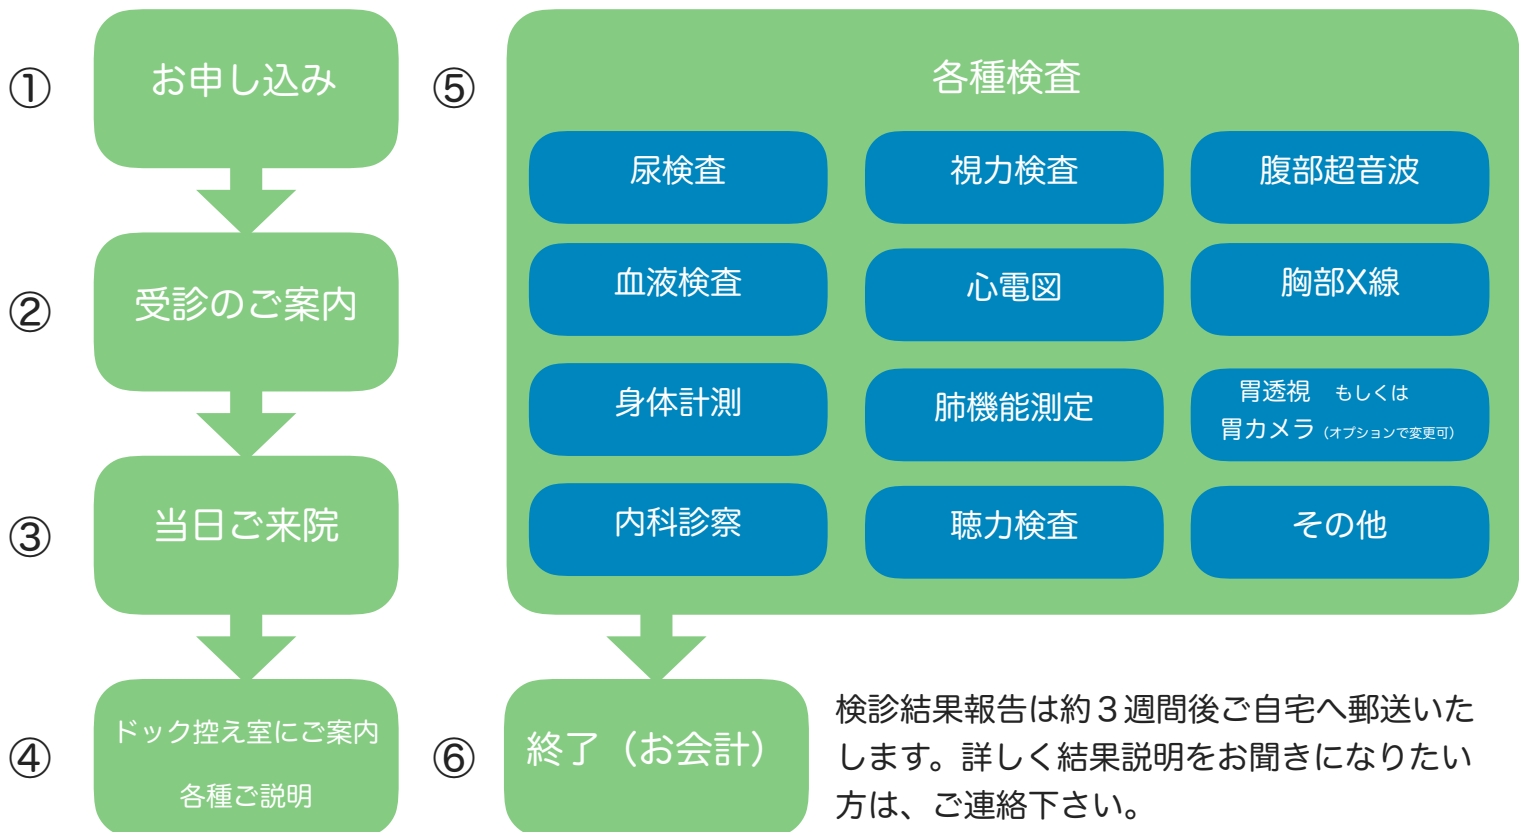 ①
お申し込み
②
受診のご案内
③
当日ご来院
④
ドック控え室にご案内
各種ご説明
⑤
各種検査
尿検査
視力検査
腹部超音波
血液検査
心電図
胸部X線
身体計測
肺機能測定
胃透視　もしくは
胃カメラ（オプションで変更可）
内科診察
聴力検査
その他
⑥
終了（お会計）
検診結果報告は約３週間後ご自宅へ郵送いた
します。詳しく結果説明をお聞きになりたい
方は、ご連絡下さい。